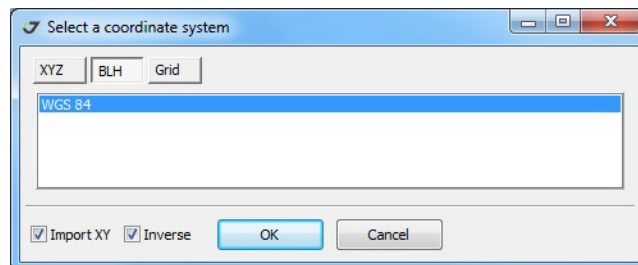 Select a coordinate system
XYZ BLH Grid
WGS 84
Import XY Inverse OK Cancel